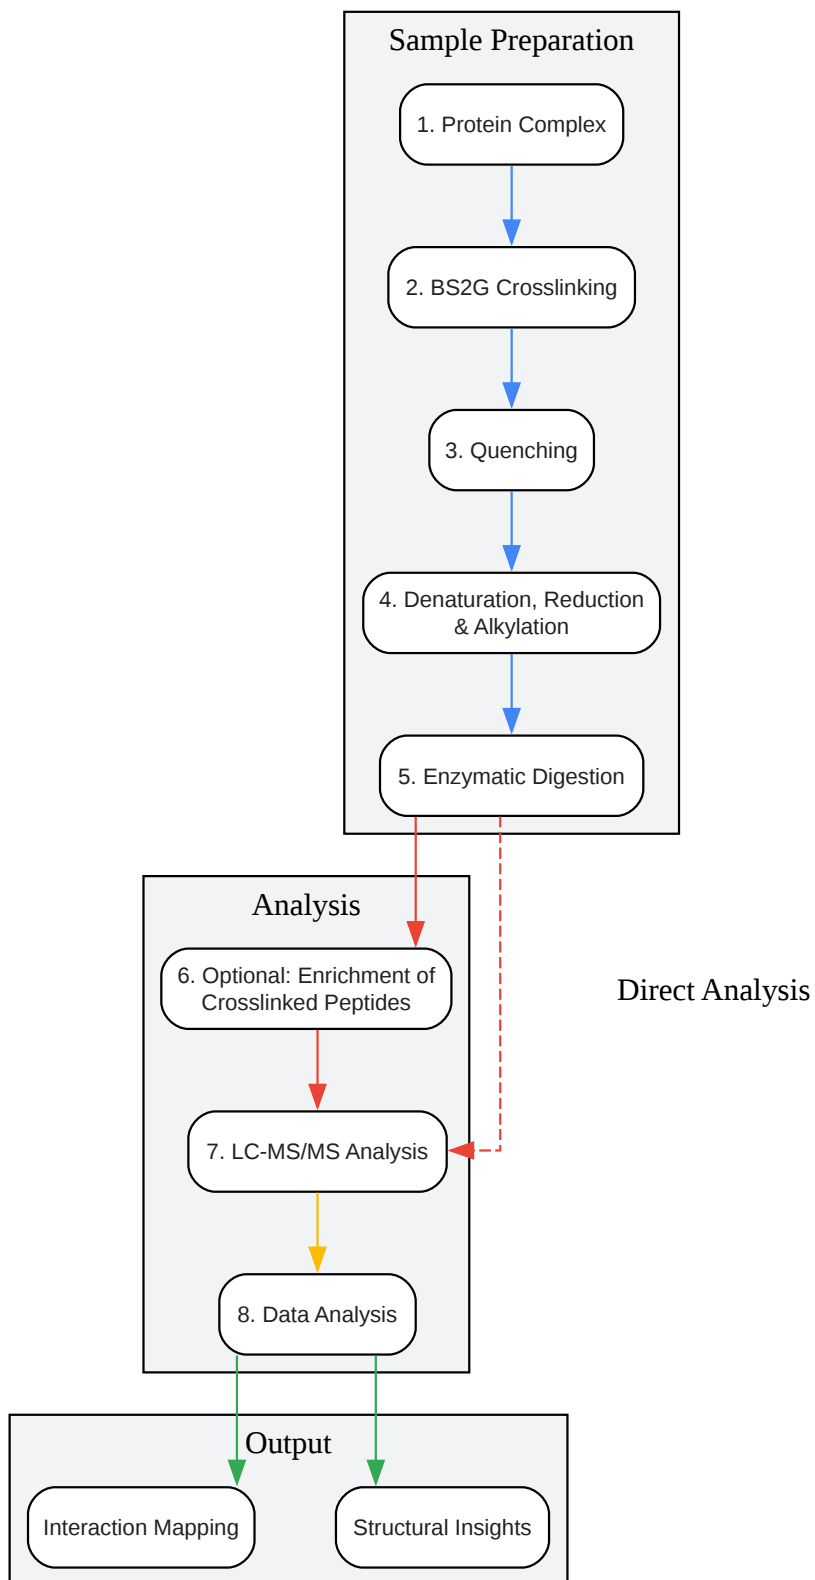 Sample Preparation
1. Protein Complex
2. BS2G Crosslinking
3. Quenching
4. Denaturation, Reduction
& Alkylation
5. Enzymatic Digestion
Analysis
6. Optional: Enrichment of
Crosslinked Peptides
Direct Analysis
7. LC-MS/MS Analysis
8. Data Analysis
Output
Interaction Mapping
Structural Insights